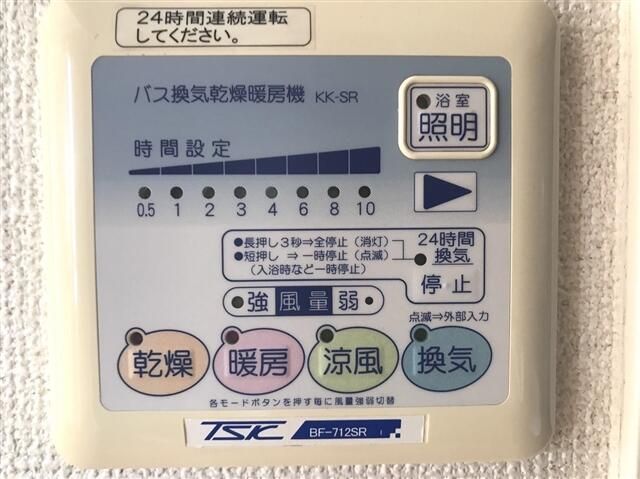 24時間連続運転
してください。
バス換気乾燥暖房機 KK-SR
浴室
照明
時間設定
0.5 1 2 3 4 6 8 10
●長押し3秒⇒全停止（消灯）
●短押し ⇒一時停止（点滅）
（入浴時など一時停止）
24時間
換気
停止
強 風量 弱
点滅⇒外部入力
乾燥 暖房 涼風 換気
各モードボタンを押す毎に風量強弱切替
TSK BF-712SR